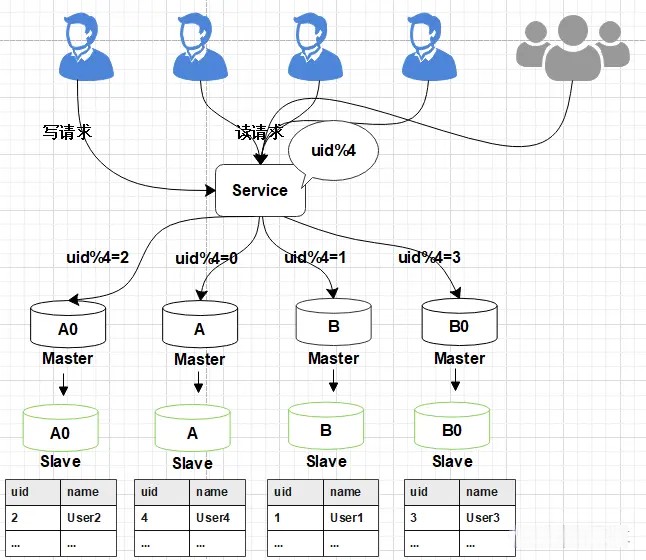 写请求
读请求
uid%4
Service
uid%4=2
uid%4=0
uid%4=1
uid%4=3
A0
A
B
B0
Master
Master
Master
Master
A0
A
B
B0
Slave
Slave
Slave
Slave
uid name
2 User2
... ...
uid name
4 User4
... ...
uid name
1 User1
... ...
uid name
3 User3
... ...